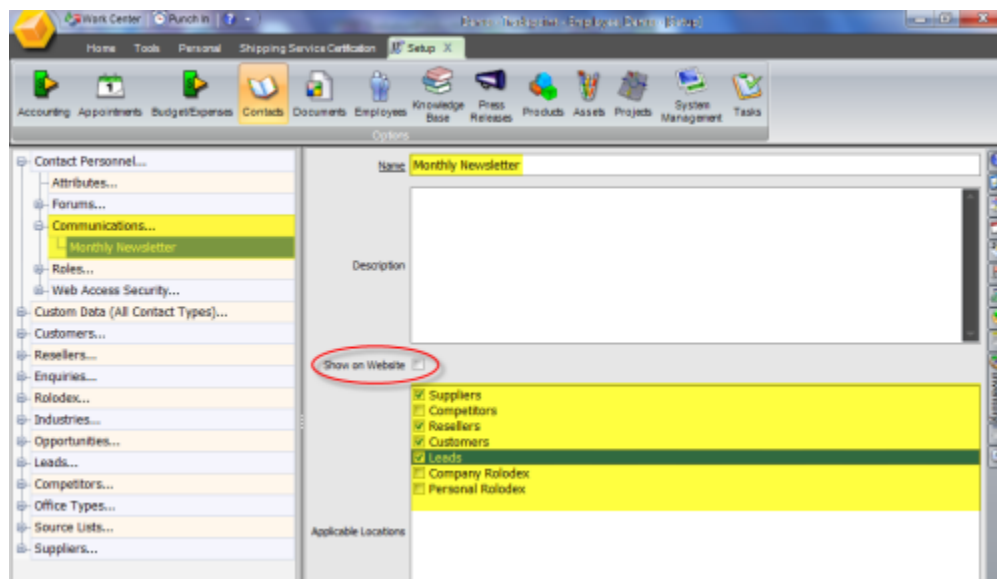 Work Center Punch In ?
Home Tools Personal Shipping Service Certification Setup X
Accounting Appointments Budget/Expenses Contacts Documents Employees Knowledge Base Press Releases Products Assets Projects System Management Tasks
Options
Contact Personnel...
Attributes...
Forums...
Communications...
Monthly Newsletter
Roles...
Web Access Security...
Custom Data (All Contact Types)...
Customers...
Resellers...
Enquiries...
Rolodex...
Industries...
Opportunities...
Leads...
Competitors...
Office Types...
Source Lists...
Suppliers...
Name Monthly Newsletter
Description
Show on Website
Suppliers
Competitors
Resellers
Customers
Leads
Company Rolodex
Personal Rolodex
Applicable Locations